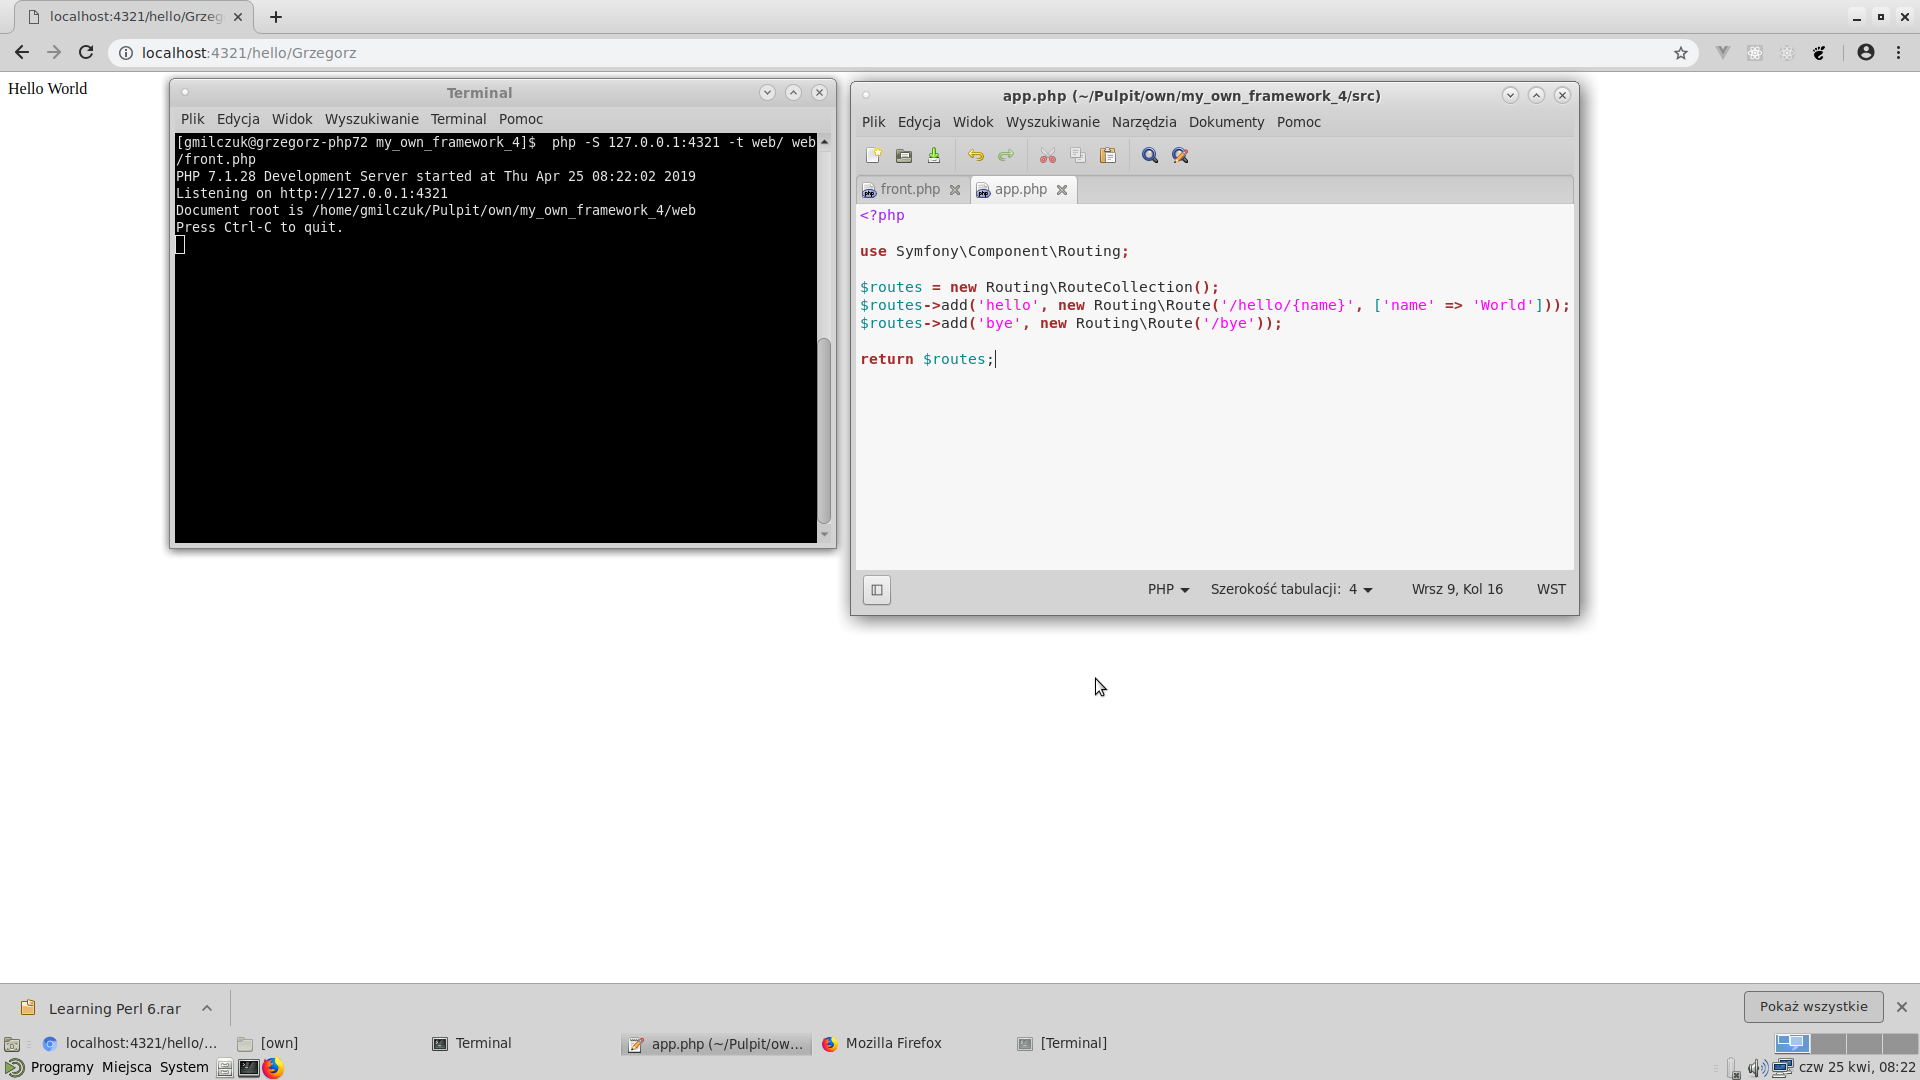 localhost:4321/hello/Grzeg
localhost:4321/hello/Grzegorz
Hello World
Terminal
Plik Edycja Widok Wyszukiwanie Terminal Pomoc
[gmilczuk@grzegorz-php72 my_own_framework_4]$  php -S 127.0.0.1:4321 -t web/ web
/front.php
PHP 7.1.28 Development Server started at Thu Apr 25 08:22:02 2019
Listening on http://127.0.0.1:4321
Document root is /home/gmilczuk/Pulpit/own/my_own_framework_4/web
Press Ctrl-C to quit.
app.php (~/Pulpit/own/my_own_framework_4/src)
Plik Edycja Widok Wyszukiwanie Narzędzia Dokumenty Pomoc
front.php app.php
<?php
use Symfony\Component\Routing;
$routes = new Routing\RouteCollection();
$routes->add('hello', new Routing\Route('/hello/{name}', ['name' => 'World']));
$routes->add('bye', new Routing\Route('/bye'));
return $routes;
PHP Szerokość tabulacji: 4 Wrsz 9, Kol 16 WST
Learning Perl 6.rar
Pokaż wszystkie
localhost:4321/hello/... [own] Terminal app.php (~/Pulpit/ow... Mozilla Firefox [Terminal]
Programy Miejsca System czw 25 kwi, 08:22